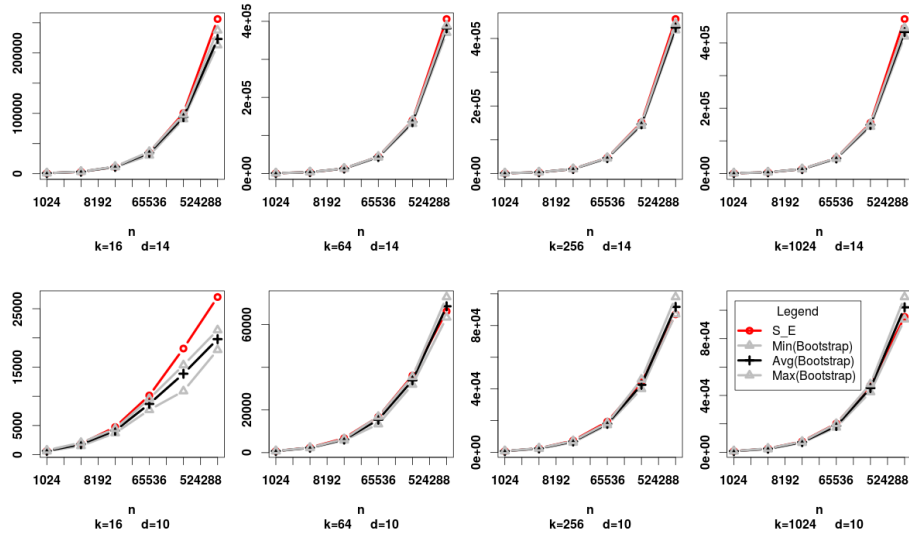 0 100000 200000
1024 8192 65536 524288
n
k=16 d=14
0e+00 2e+05 4e+05
1024 8192 65536 524288
n
k=64 d=14
0e+00 2e+05 4e+05
1024 8192 65536 524288
n
k=256 d=14
0e+00 2e+05 4e+05
1024 8192 65536 524288
n
k=1024 d=14
0 5000 15000 25000
1024 8192 65536 524288
n
k=16 d=10
0 20000 60000
1024 8192 65536 524288
n
k=64 d=10
0e+00 4e+04 8e+04
1024 8192 65536 524288
n
k=256 d=10
0e+00 4e+04 8e+04
Legend
S_E
Min(Bootstrap)
Avg(Bootstrap)
Max(Bootstrap)
1024 8192 65536 524288
n
k=1024 d=10